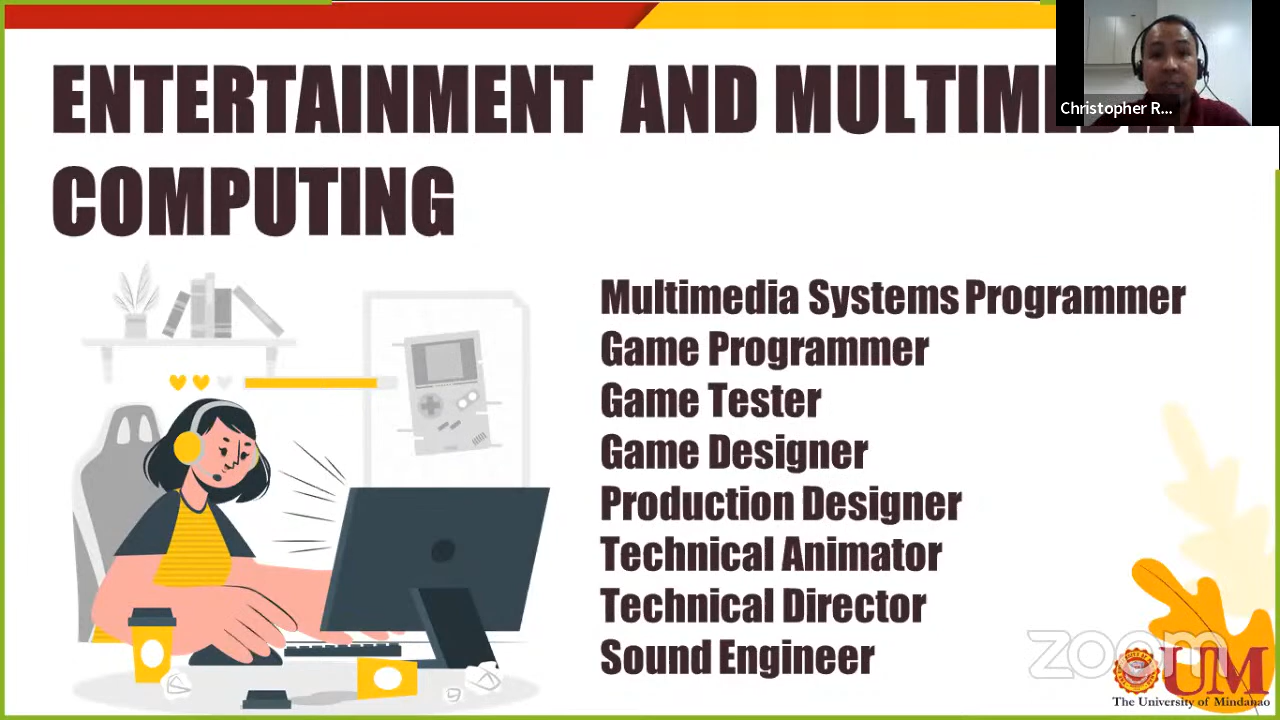 ENTERTAINMENT AND MULTIMEDIA
COMPUTING
Christopher R...
Multimedia Systems Programmer
Game Programmer
Game Tester
Game Designer
Production Designer
Technical Animator
Technical Director
Sound Engineer
zoom
UM
The University of Mindanao